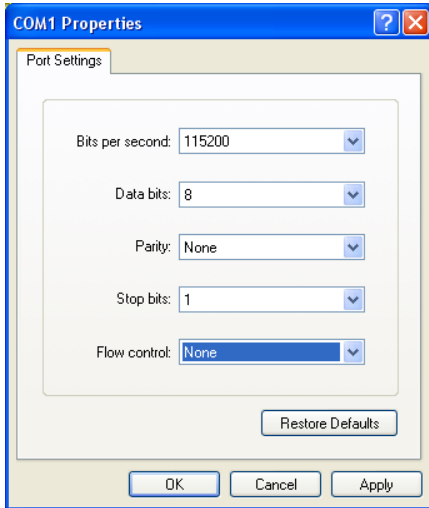 COM1 Properties
Port Settings
Bits per second: 115200
Data bits: 8
Parity: None
Stop bits: 1
Flow control: None
Restore Defaults
OK Cancel Apply